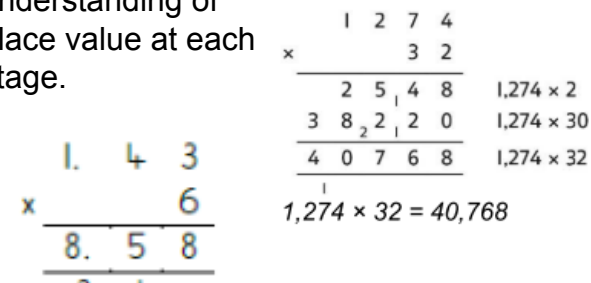 nderstanding of
lace value at each
tage.
1 2 7 4
× 3 2
2 5 1 4 8 1,274 × 2
3 8 2 2 1 2 0 1,274 × 30
4 0 7 6 8 1,274 × 32
1
1,274 × 32 = 40,768
1. 4 3
x 6
8. 5 8